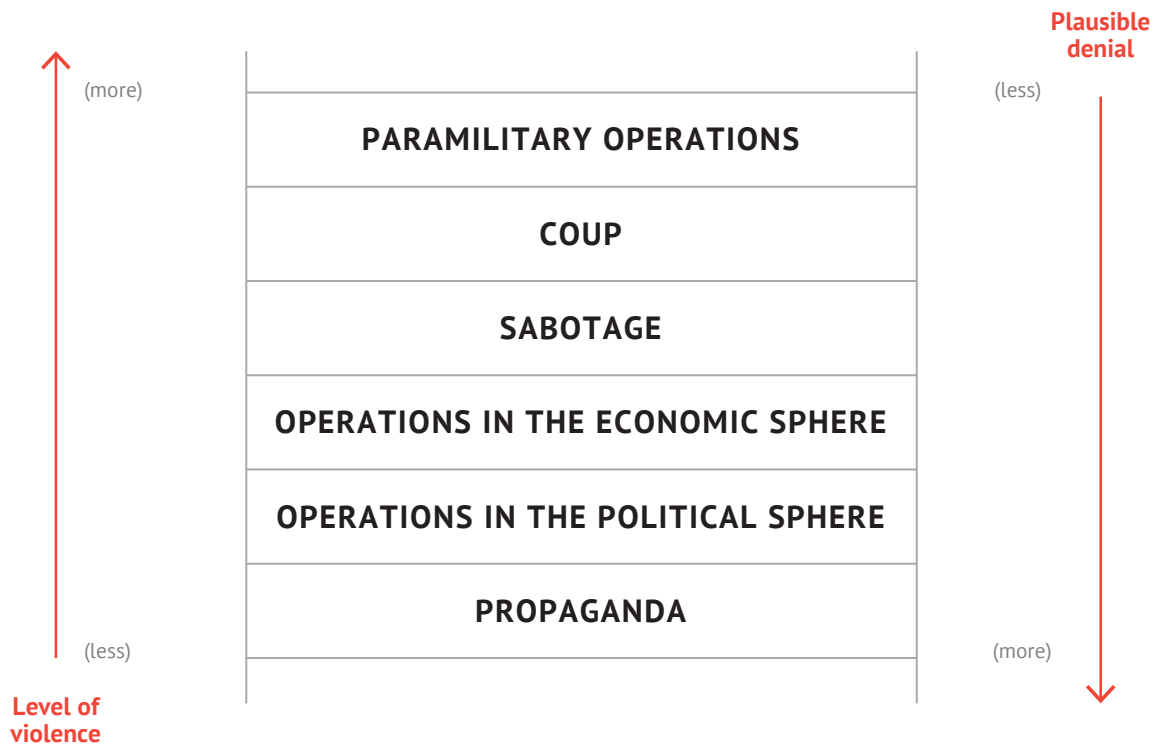 Plausible
denial
(more)
(less)
PARAMILITARY OPERATIONS
COUP
SABOTAGE
OPERATIONS IN THE ECONOMIC SPHERE
OPERATIONS IN THE POLITICAL SPHERE
PROPAGANDA
(less)
(more)
Level of
violence